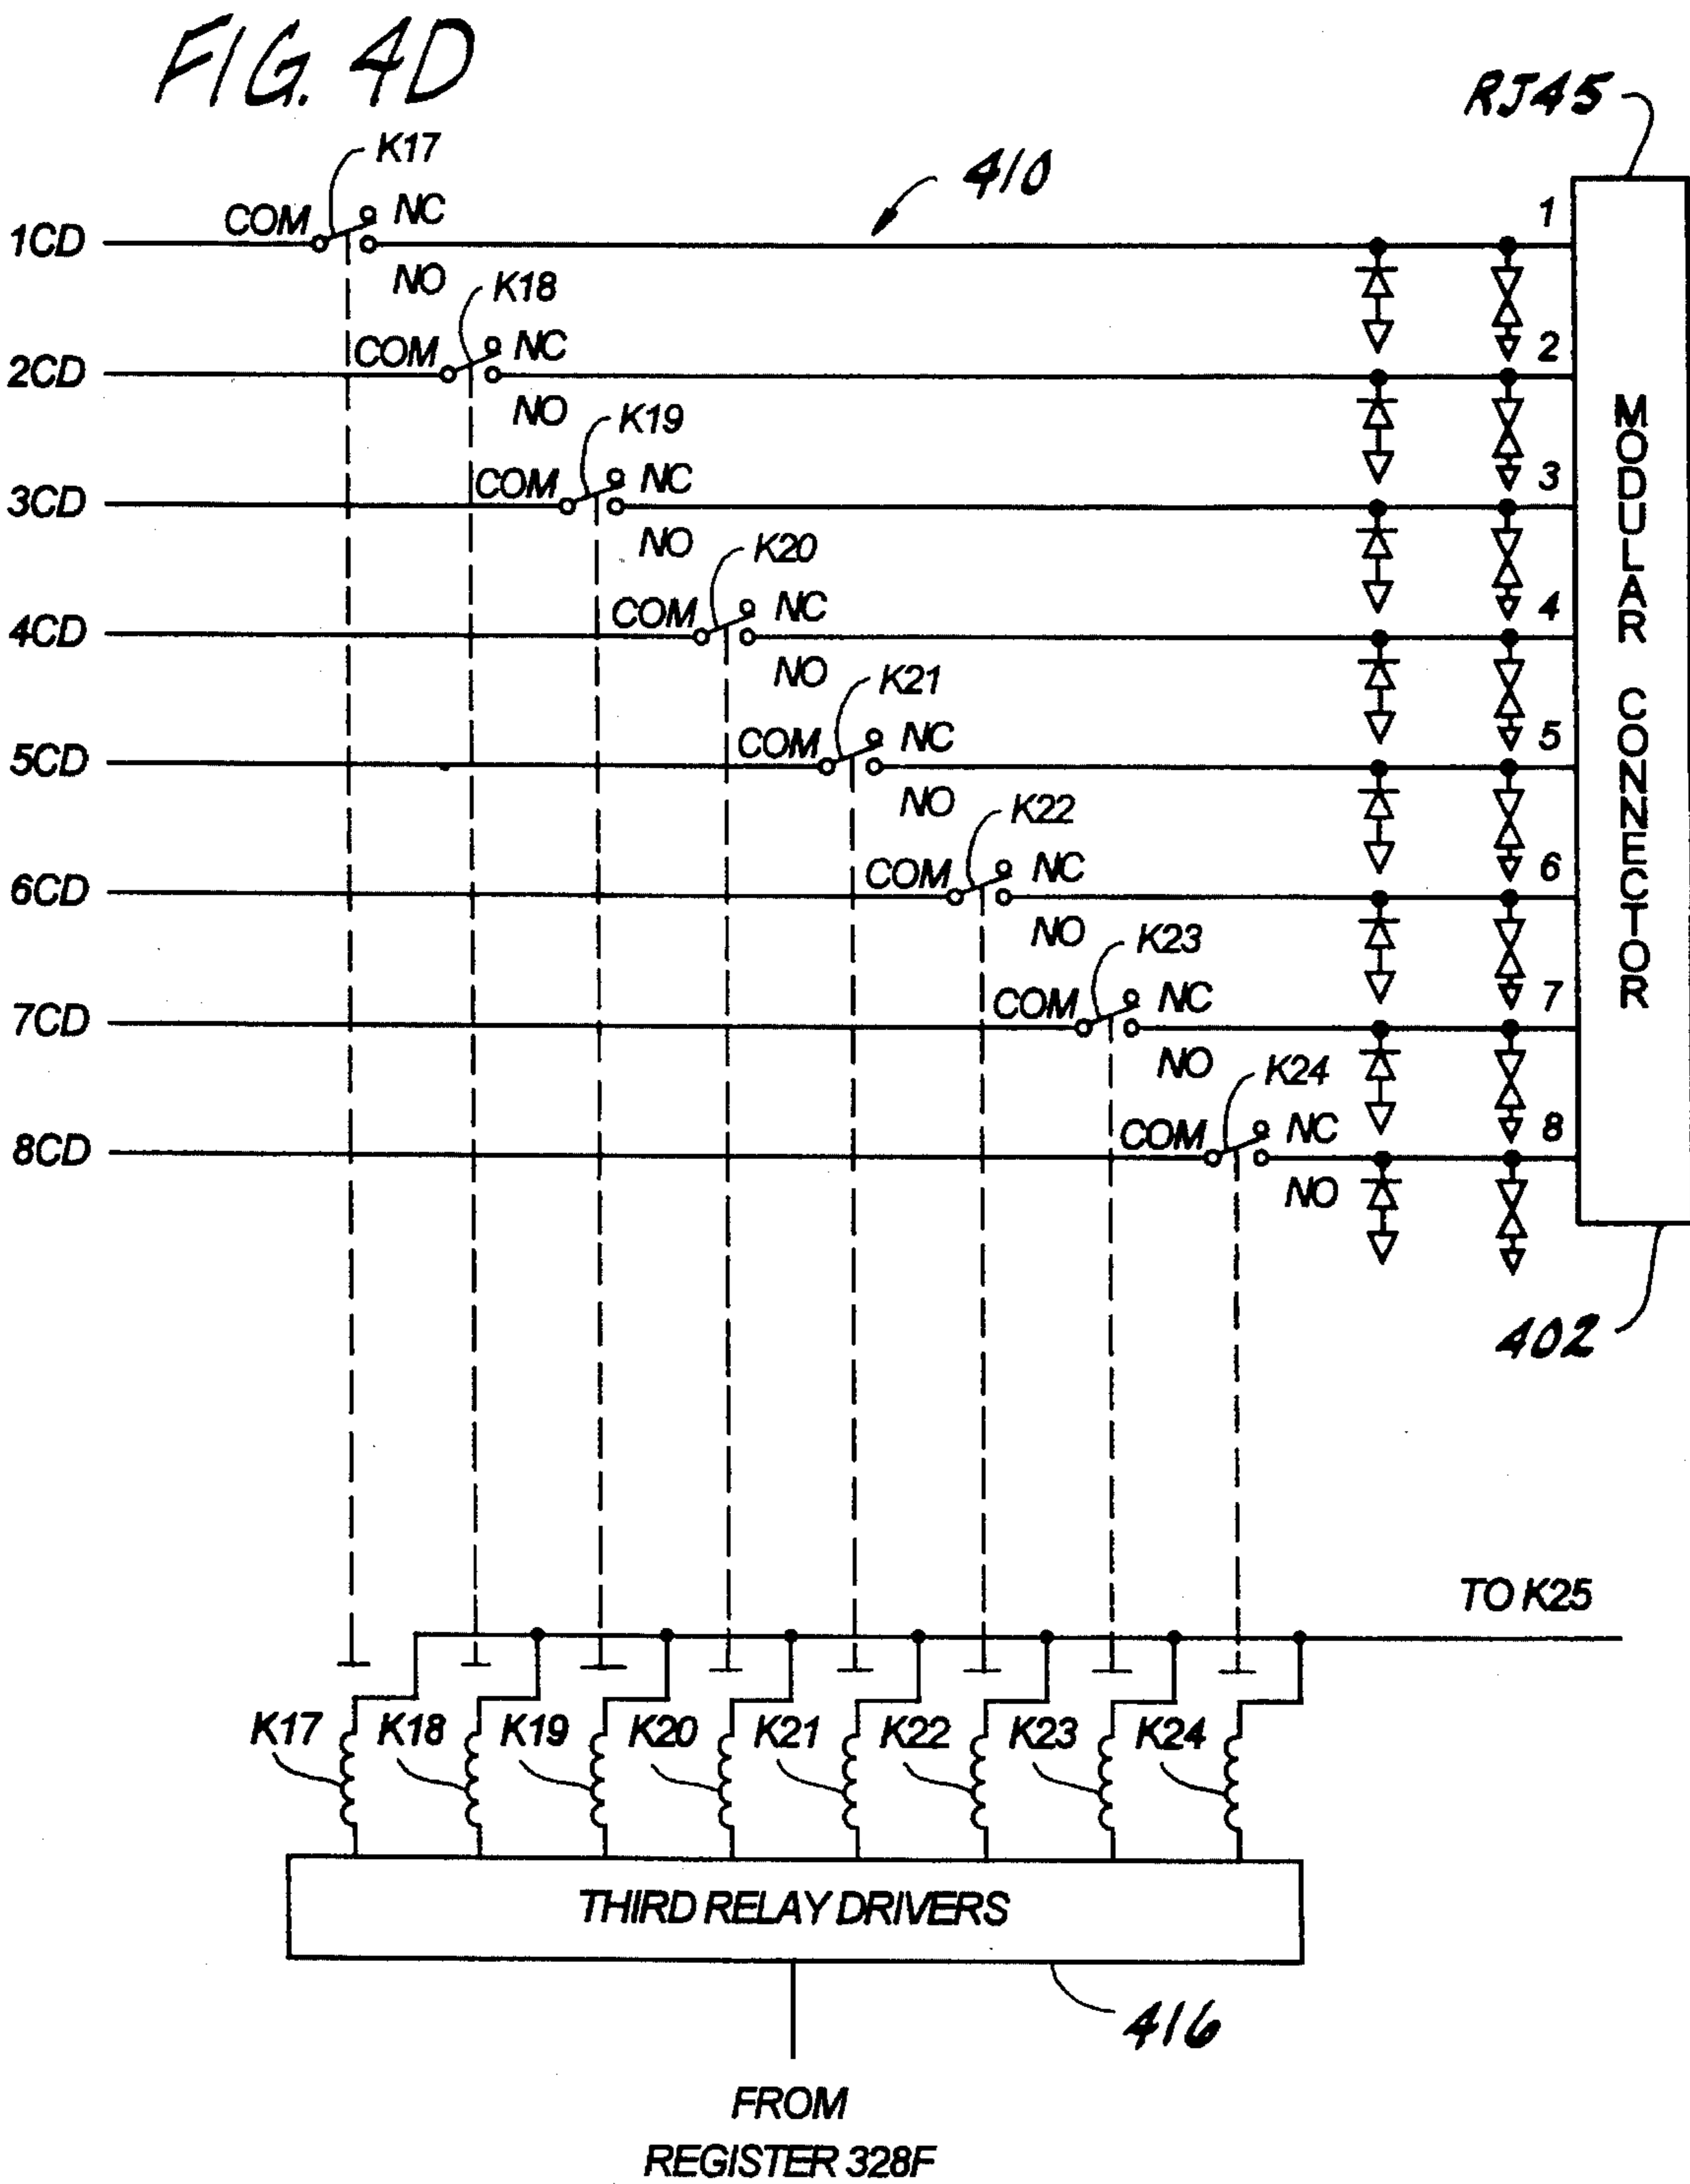 FIG. 4D
RJ45
K17
410
1CD COM NC 1
NO
K18
2CD COM NC 2
NO
K19
3CD COM NC 3
NO
K20
4CD COM NC 4
NO
K21
5CD COM NC 5
NO
K22
6CD COM NC 6
NO
K23
7CD COM NC 7
NO
K24
8CD COM NC 8
NO
MODULAR CONNECTOR
402
TO K25
K17 K18 K19 K20 K21 K22 K23 K24
THIRD RELAY DRIVERS
416
FROM
REGISTER 328F